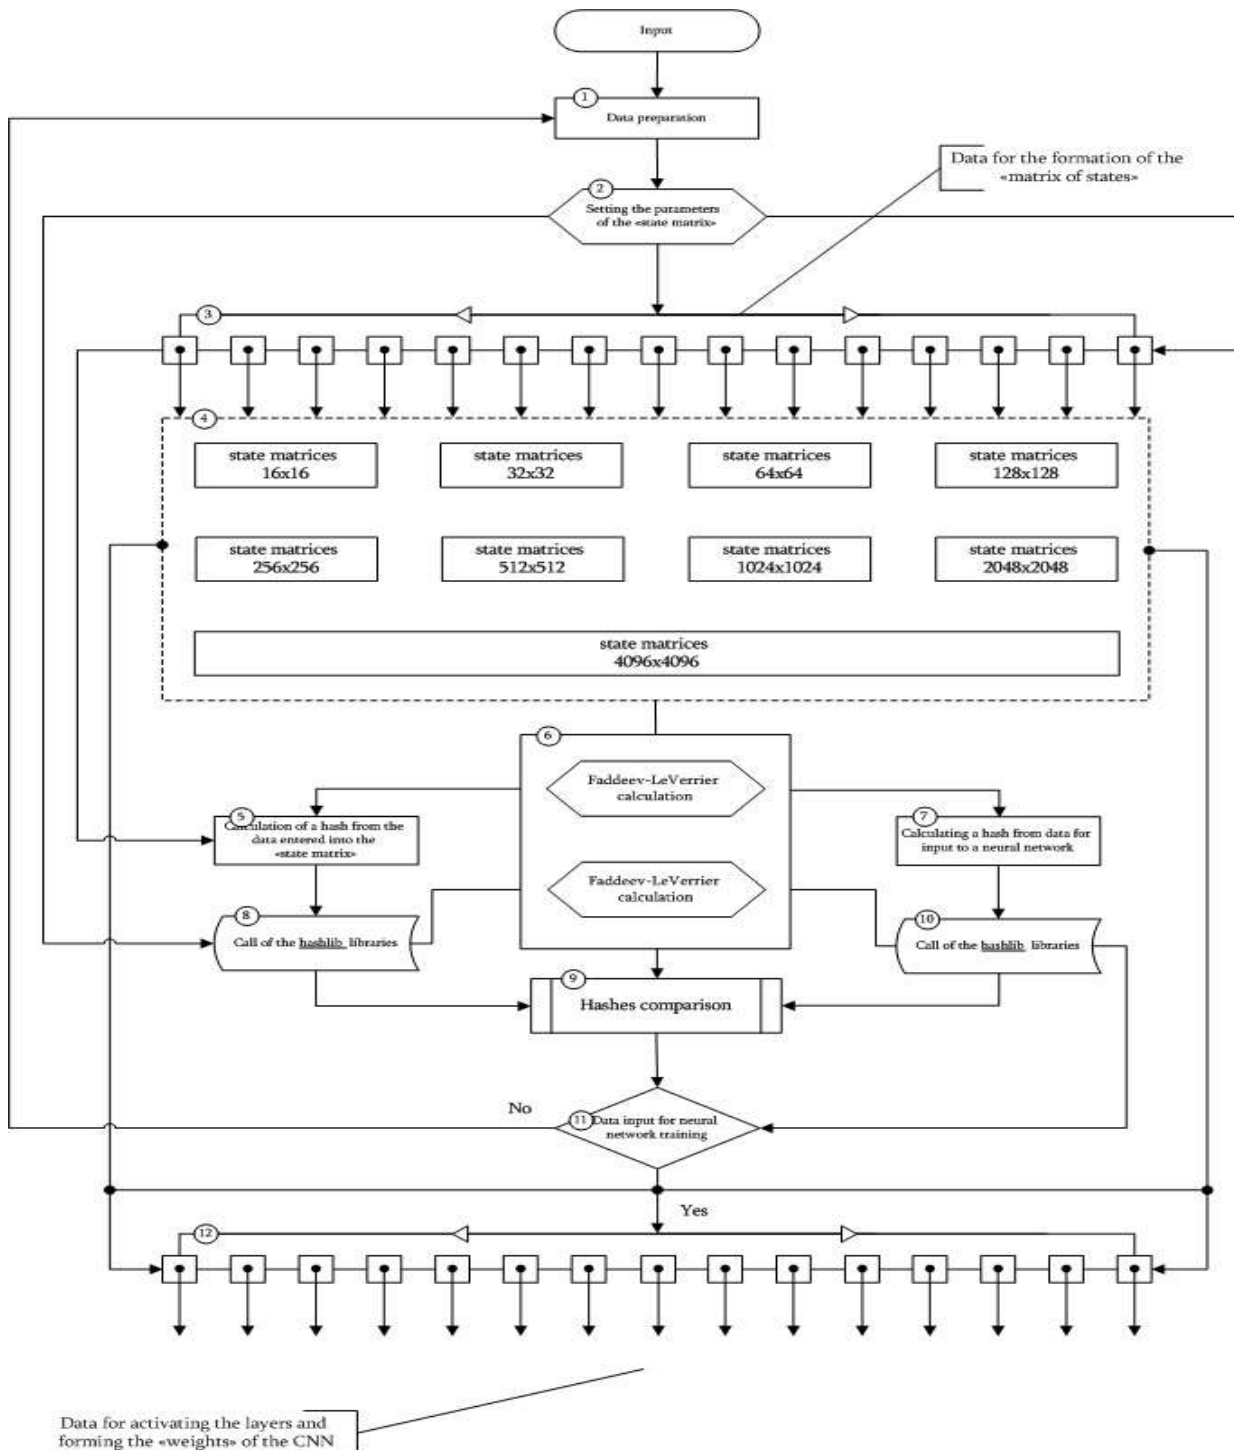 Input
1
Data preparation
Data for the formation of the
«matrix of states»
2
Setting the parameters
of the «state matrix»
3
4
state matrices
16x16
state matrices
32x32
state matrices
64x64
state matrices
128x128
state matrices
256x256
state matrices
512x512
state matrices
1024x1024
state matrices
2048x2048
state matrices
4096x4096
6
Faddeev-LeVerrier
calculation
5
Calculation of a hash from the
data entered into the
«state matrix»
7
Calculating a hash from data for
input to a neural network
Faddeev-LeVerrier
calculation
8
Call of the hashlib libraries
10
Call of the hashlib libraries
9
Hashes comparison
No
11
Data input for neural
network training
Yes
12
Data for activating the layers and
forming the «weights» of the CNN